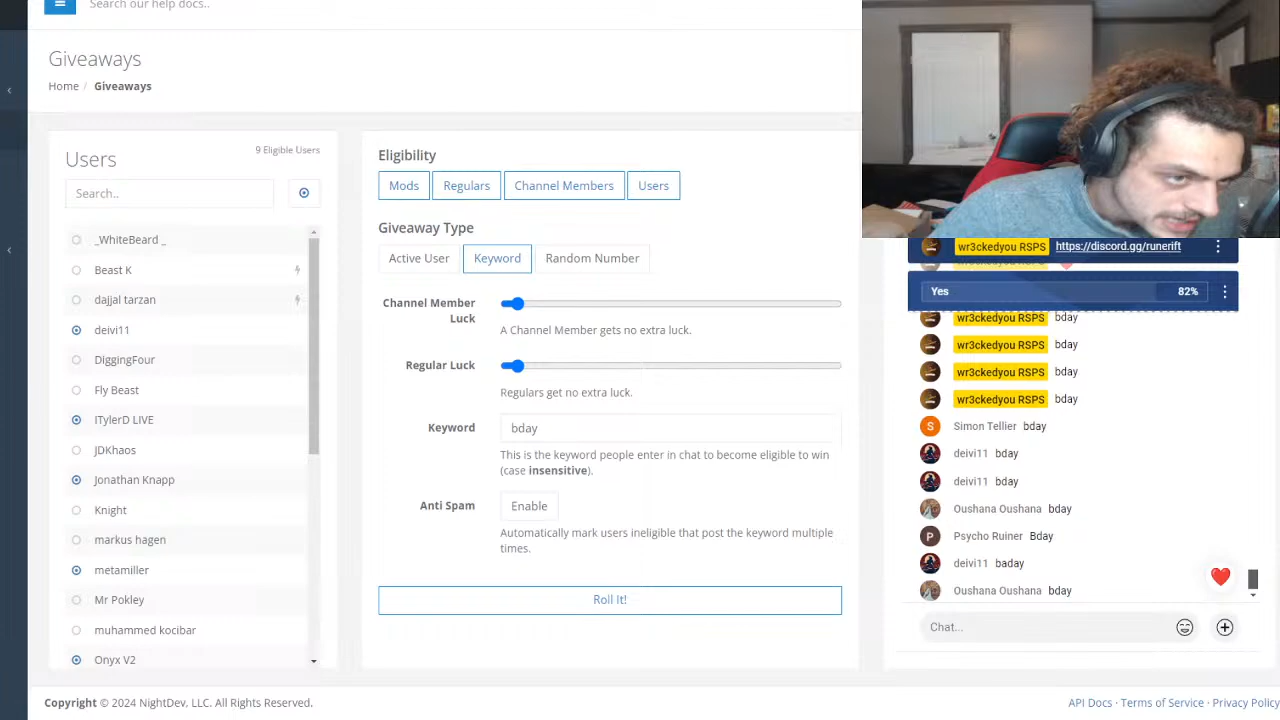 Search our help docs..
Giveaways
Home / Giveaways
Users
9 Eligible Users
Search..
_WhiteBeard _
Beast K
dajjal tarzan
deivi11
DiggingFour
Fly Beast
ITylerD LIVE
JDKhaos
Jonathan Knapp
Knight
markus hagen
metamiller
Mr Pokley
muhammed kocibar
Onyx V2
Eligibility
Mods Regulars Channel Members Users
Giveaway Type
Active User Keyword Random Number
Channel Member
Luck
A Channel Member gets no extra luck.
Regular Luck
Regulars get no extra luck.
Keyword
bday
This is the keyword people enter in chat to become eligible to win
(case insensitive).
Anti Spam
Enable
Automatically mark users ineligible that post the keyword multiple
times.
Roll It!
wr3ckedyou RSPS https://discord.gg/runerift
Yes 82%
wr3ckedyou RSPS bday
wr3ckedyou RSPS bday
wr3ckedyou RSPS bday
wr3ckedyou RSPS bday
S Simon Tellier bday
deivi11 bday
deivi11 bday
Oushana Oushana bday
P Psycho Ruiner Bday
deivi11 baday
Oushana Oushana bday
Chat...
Copyright © 2024 NightDev, LLC. All Rights Reserved.
API Docs · Terms of Service · Privacy Policy